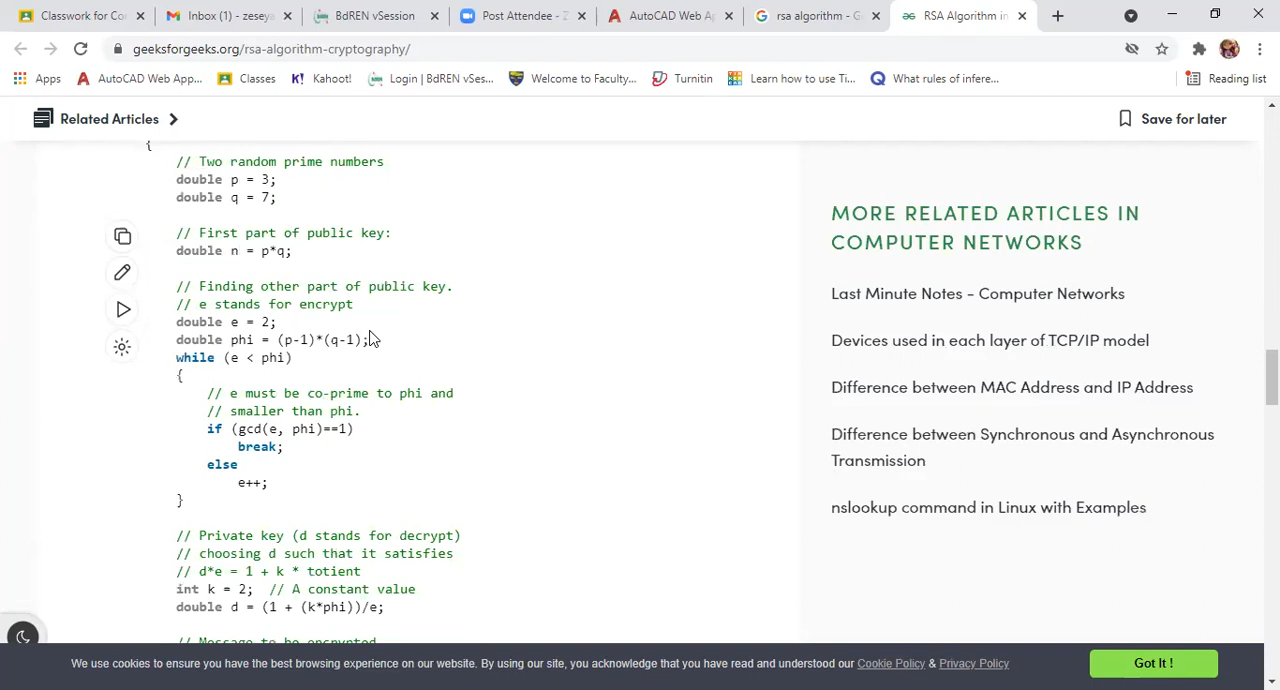 Classwork for Co
Inbox (1) - zeseya
BdREN vSession
Post Attendee - Z
AutoCAD Web Ap
rsa algorithm - G
RSA Algorithm in
geeksforgeeks.org/rsa-algorithm-cryptography/
Apps
AutoCAD Web App...
Classes
Kahoot!
Login | BdREN vSes...
Welcome to Faculty...
Turnitin
Learn how to use Ti...
What rules of infere...
Reading list
Related Articles
Save for later
{
// Two random prime numbers
double p = 3;
double q = 7;
// First part of public key:
double n = p*q;
// Finding other part of public key.
// e stands for encrypt
double e = 2;
double phi = (p-1)*(q-1);
while (e < phi)
{
// e must be co-prime to phi and
// smaller than phi.
if (gcd(e, phi)==1)
break;
else
e++;
}
// Private key (d stands for decrypt)
// choosing d such that it satisfies
// d*e = 1 + k * totient
int k = 2;  // A constant value
double d = (1 + (k*phi))/e;
// Message to be encrypted
MORE RELATED ARTICLES IN
COMPUTER NETWORKS
Last Minute Notes - Computer Networks
Devices used in each layer of TCP/IP model
Difference between MAC Address and IP Address
Difference between Synchronous and Asynchronous
Transmission
nslookup command in Linux with Examples
We use cookies to ensure you have the best browsing experience on our website. By using our site, you acknowledge that you have read and understood our Cookie Policy & Privacy Policy
Got It !